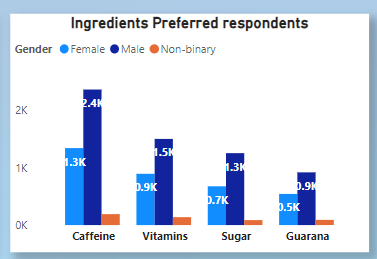 Ingredients Preferred respondents
Gender Female Male Non-binary
2K
1K
0K
1.3K 2.4K
0.9K 1.5K
0.7K 1.3K
0.5K 0.9K
Caffeine Vitamins Sugar Guarana